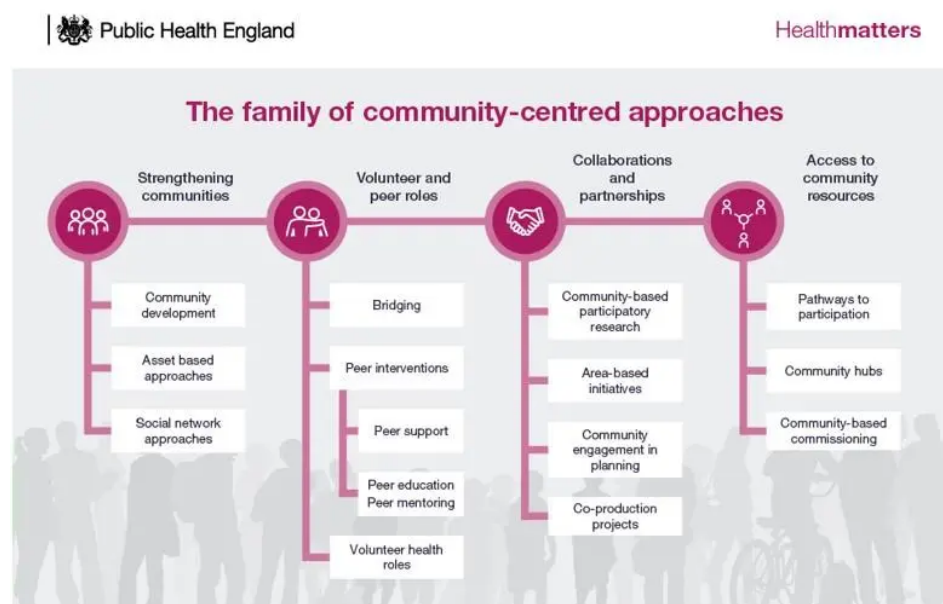 Public Health England
Healthmatters
The family of community-centred approaches
Strengthening
communities
Volunteer and
peer roles
Collaborations
and
partnerships
Access to
community
resources
Community
development
Asset based
approaches
Social network
approaches
Bridging
Peer interventions
Peer support
Peer education
Peer mentoring
Volunteer health
roles
Community-based
participatory
research
Area-based
initiatives
Community
engagement in
planning
Co-production
projects
Pathways to
participation
Community hubs
Community-based
commissioning